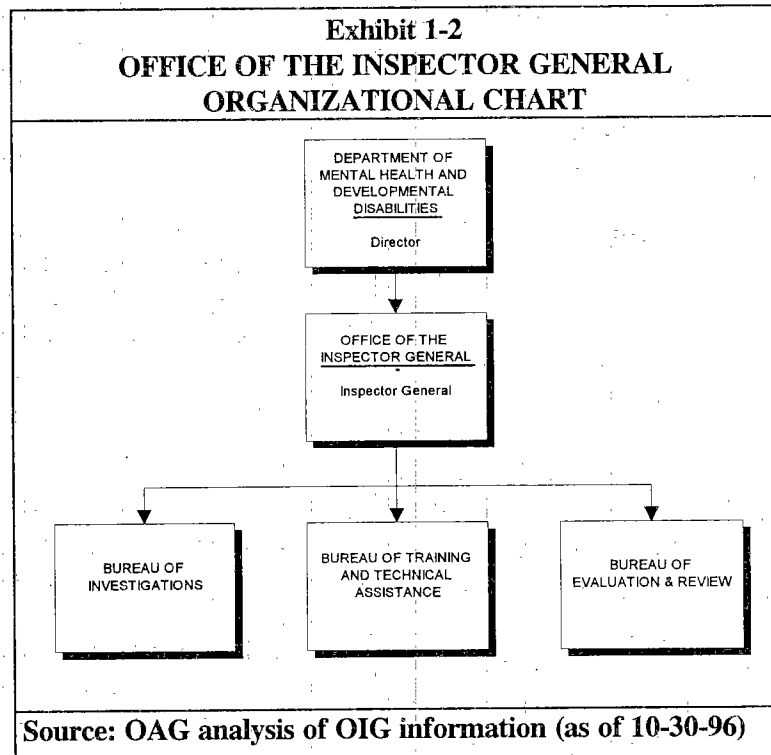 Exhibit 1-2
OFFICE OF THE INSPECTOR GENERAL
ORGANIZATIONAL CHART
DEPARTMENT OF
MENTAL HEALTH AND
DEVELOPMENTAL
DISABILITIES
Director
OFFICE OF THE
INSPECTOR GENERAL
Inspector General
BUREAU OF
INVESTIGATIONS
BUREAU OF TRAINING
AND TECHNICAL
ASSISTANCE
BUREAU OF
EVALUATION & REVIEW
Source: OAG analysis of OIG information (as of 10-30-96)